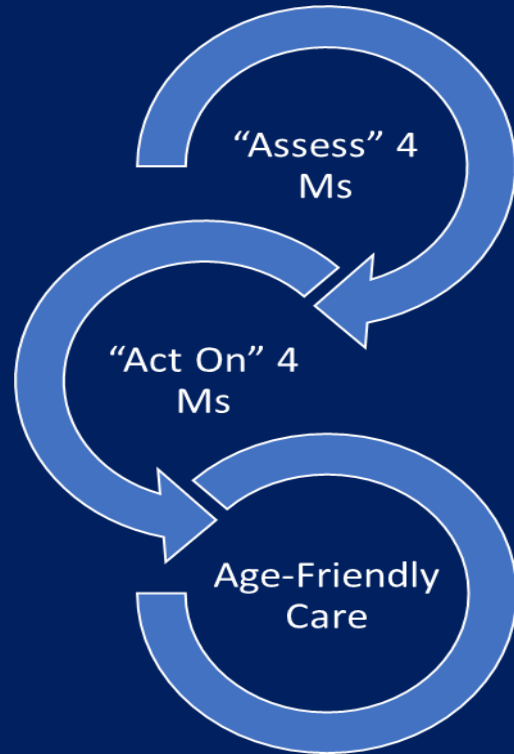 “Assess” 4
Ms
“Act On” 4
Ms
Age-Friendly
Care